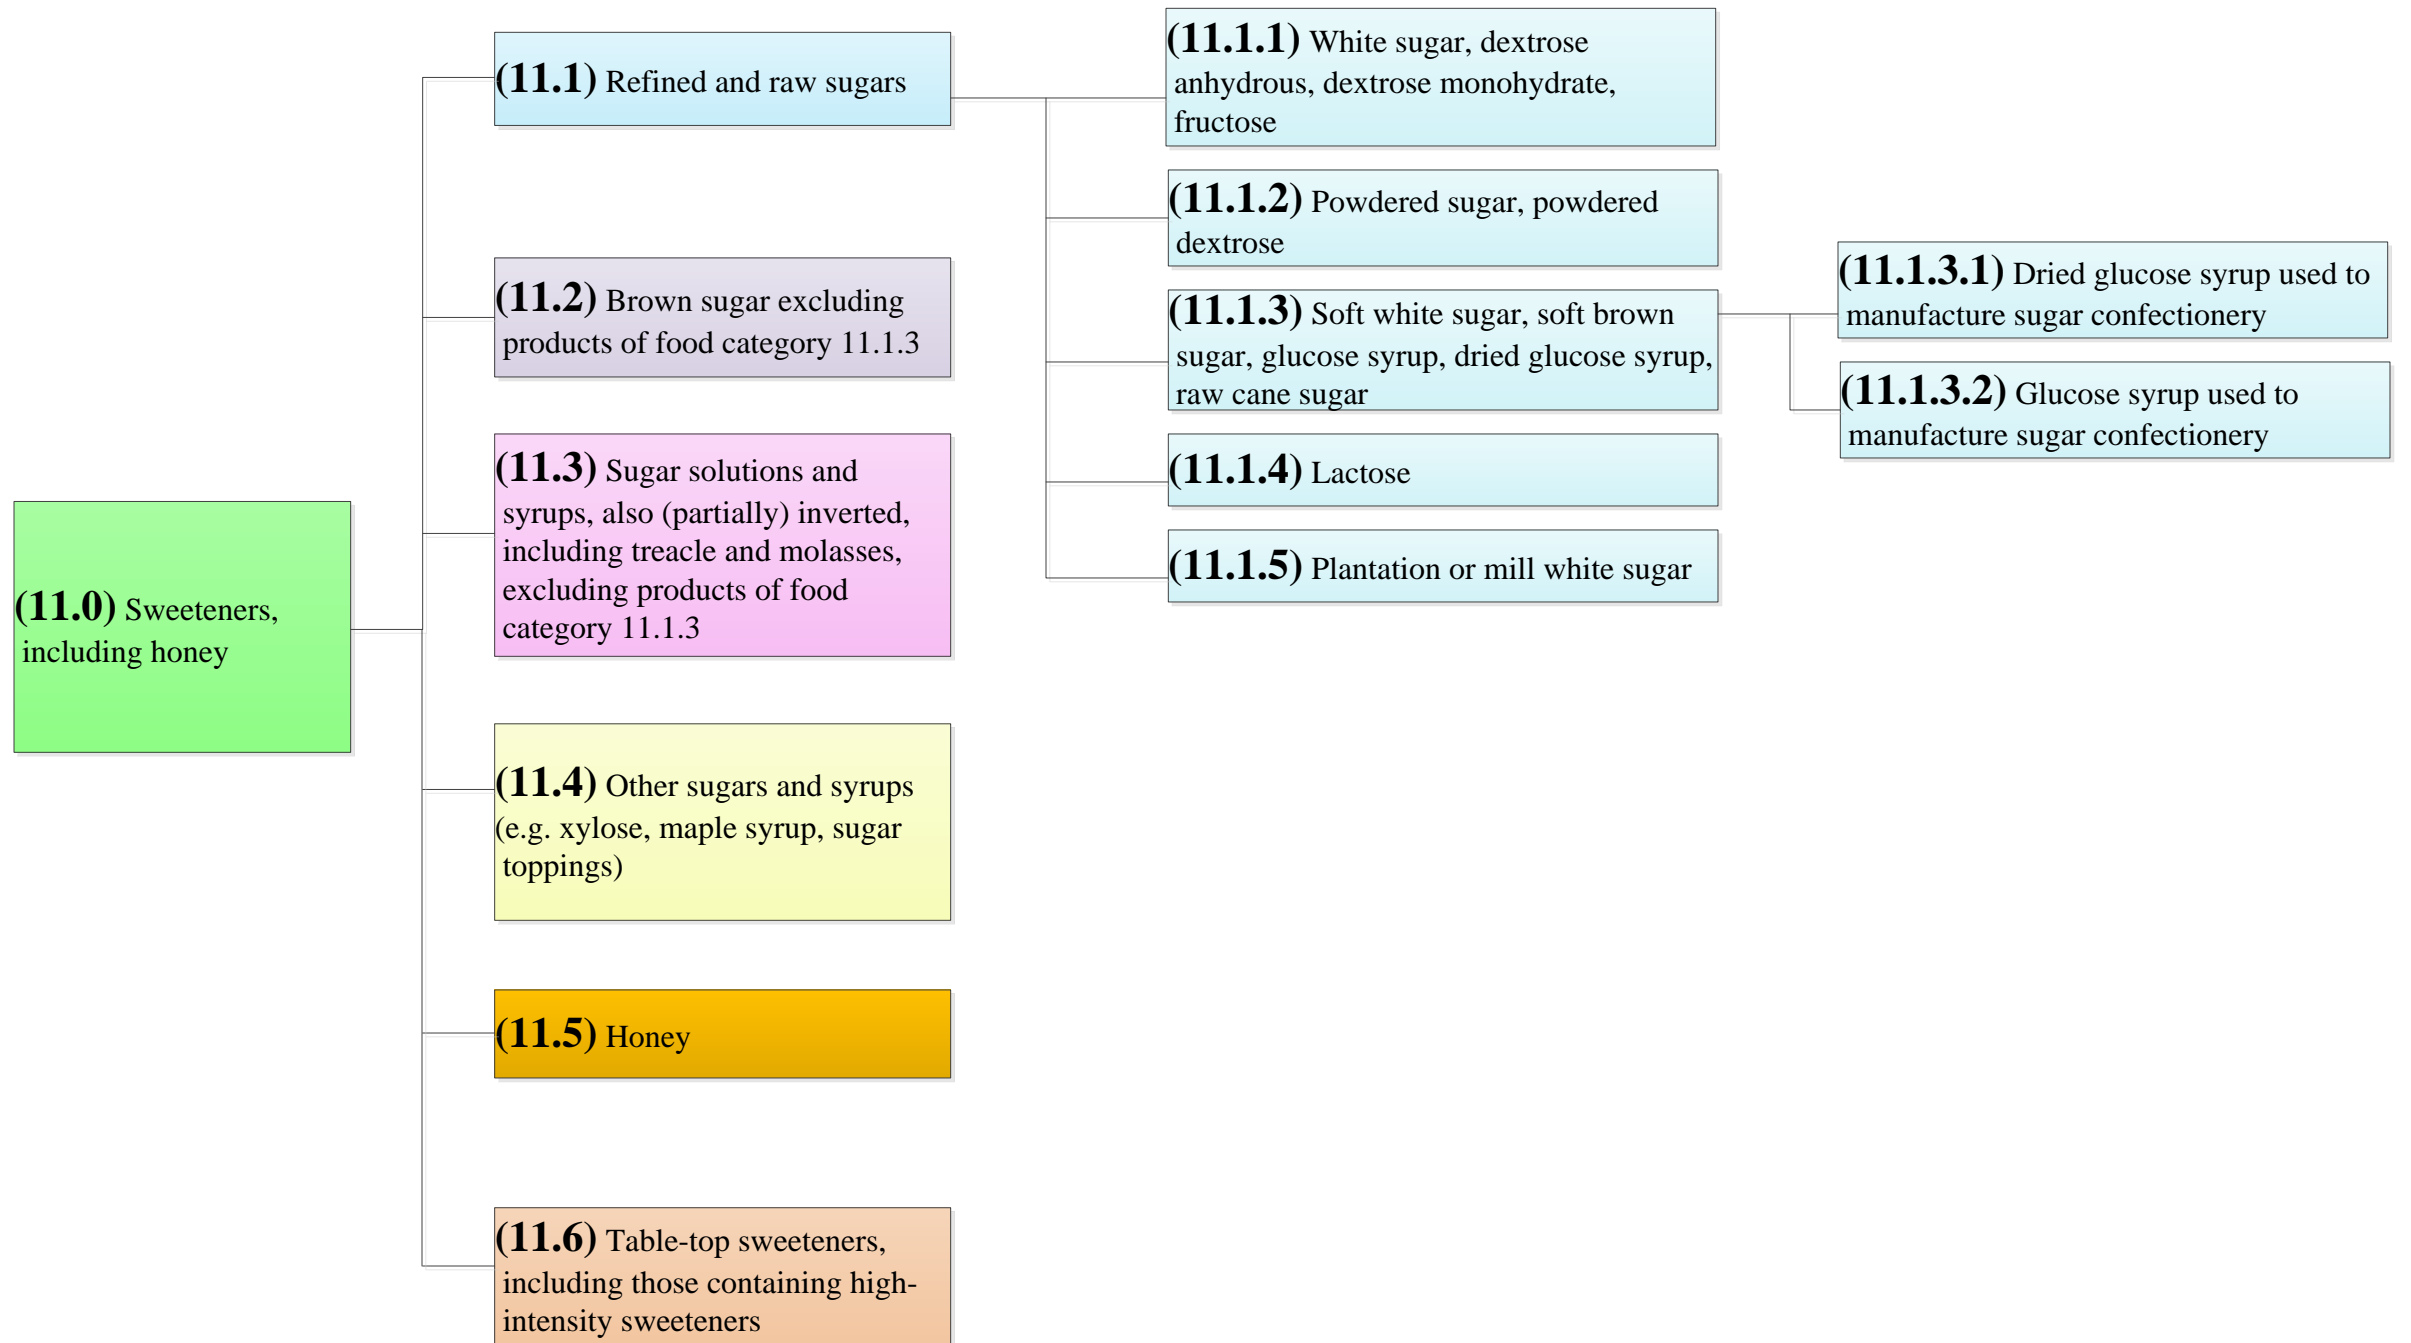 (11.0) Sweeteners,
including honey
(11.1) Refined and raw sugars
(11.2) Brown sugar excluding
products of food category 11.1.3
(11.3) Sugar solutions and
syrups, also (partially) inverted,
including treacle and molasses,
excluding products of food
category 11.1.3
(11.4) Other sugars and syrups
(e.g. xylose, maple syrup, sugar
toppings)
(11.5) Honey
(11.6) Table-top sweeteners,
including those containing high-
intensity sweeteners
(11.1.1) White sugar, dextrose
anhydrous, dextrose monohydrate,
fructose
(11.1.2) Powdered sugar, powdered
dextrose
(11.1.3) Soft white sugar, soft brown
sugar, glucose syrup, dried glucose syrup,
raw cane sugar
(11.1.4) Lactose
(11.1.5) Plantation or mill white sugar
(11.1.3.1) Dried glucose syrup used to
manufacture sugar confectionery
(11.1.3.2) Glucose syrup used to
manufacture sugar confectionery